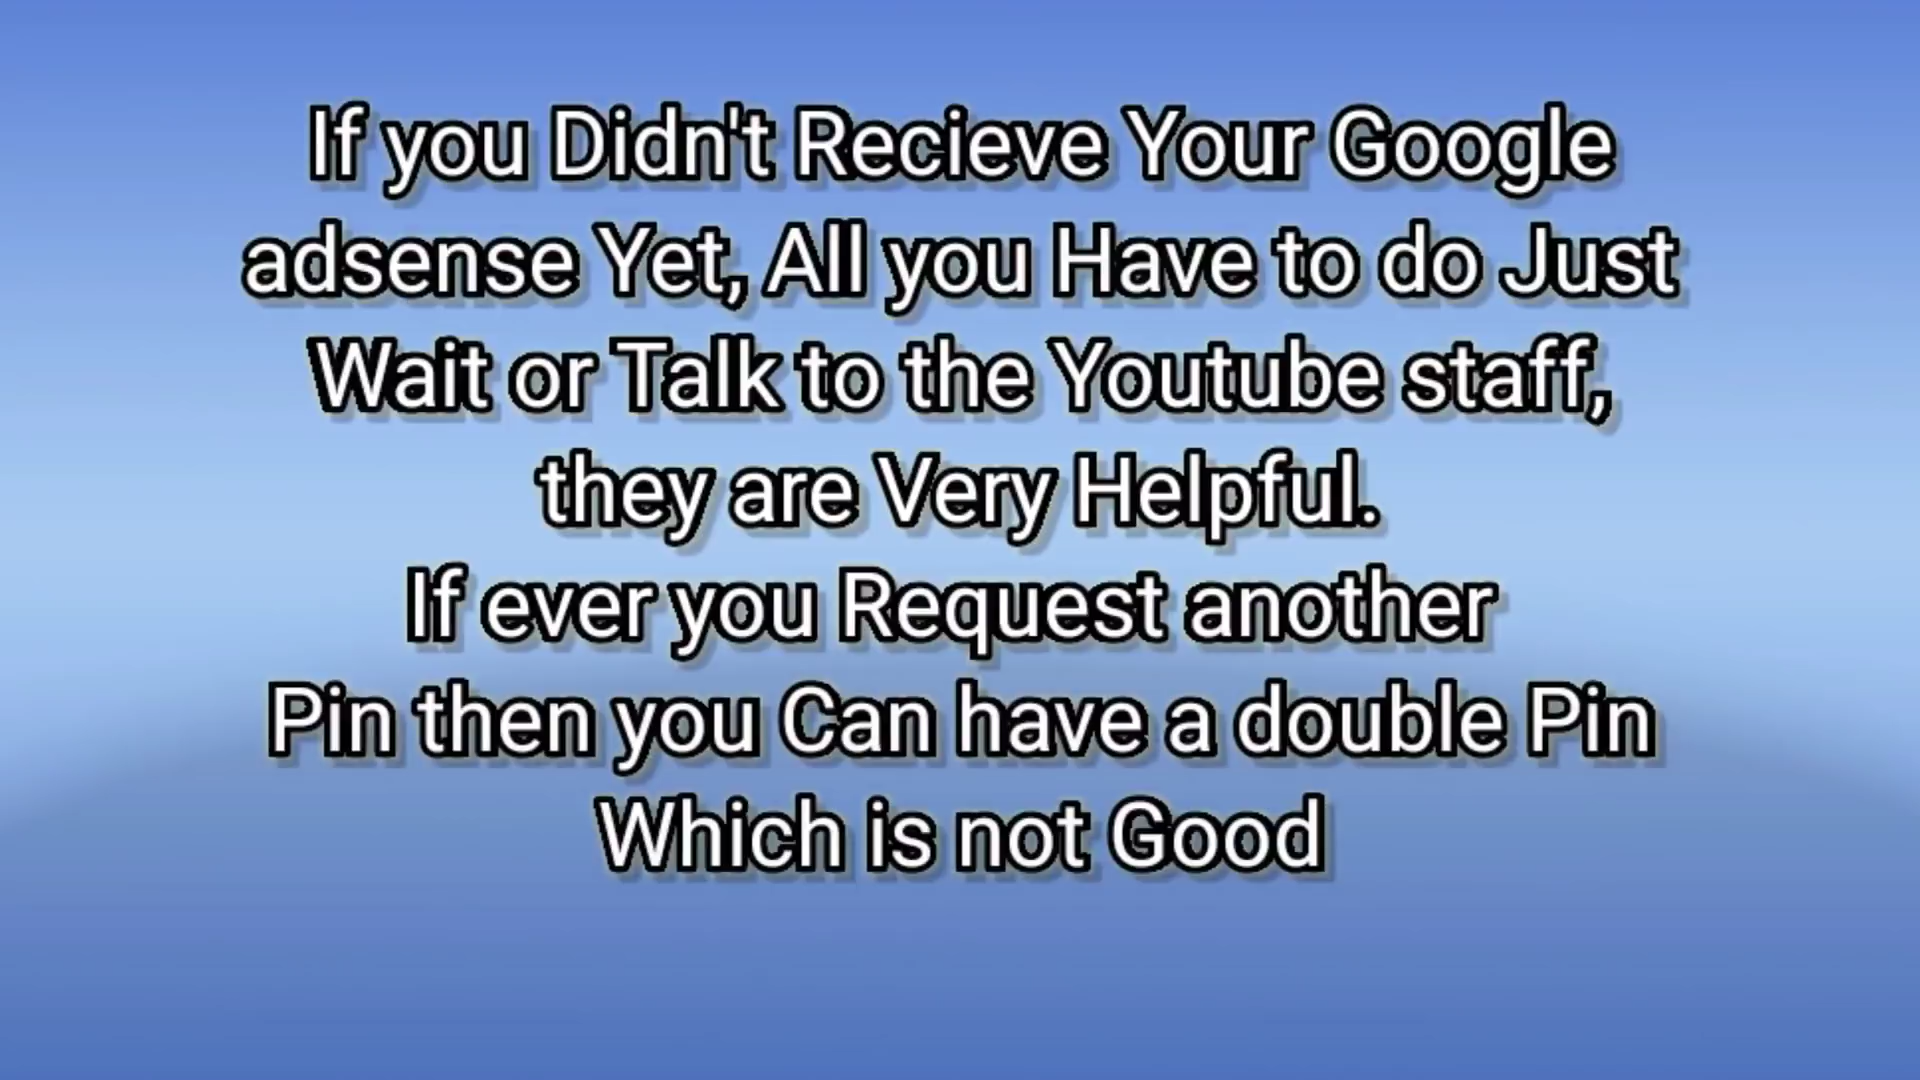 If you Didn't Recieve Your Google
adsense Yet, All you Have to do Just
Wait or Talk to the Youtube staff,
they are Very Helpful.
If ever you Request another
Pin then you Can have a double Pin
Which is not Good